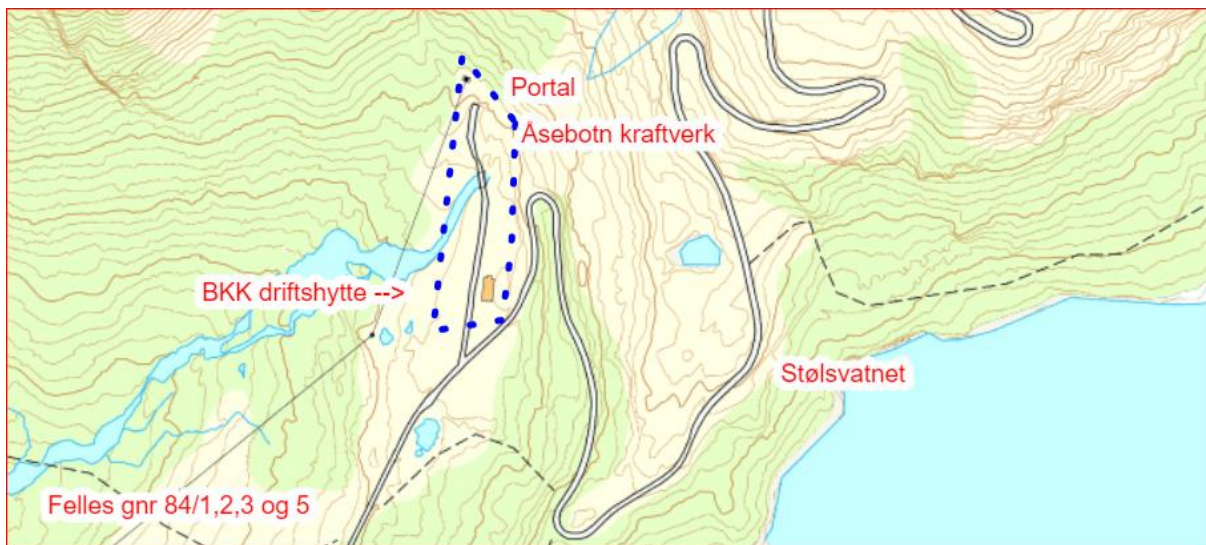 Portal
Åsebotn kraftverk
BKK driftshytte -->
Stølsvatnet
Felles gnr 84/1,2,3 og 5